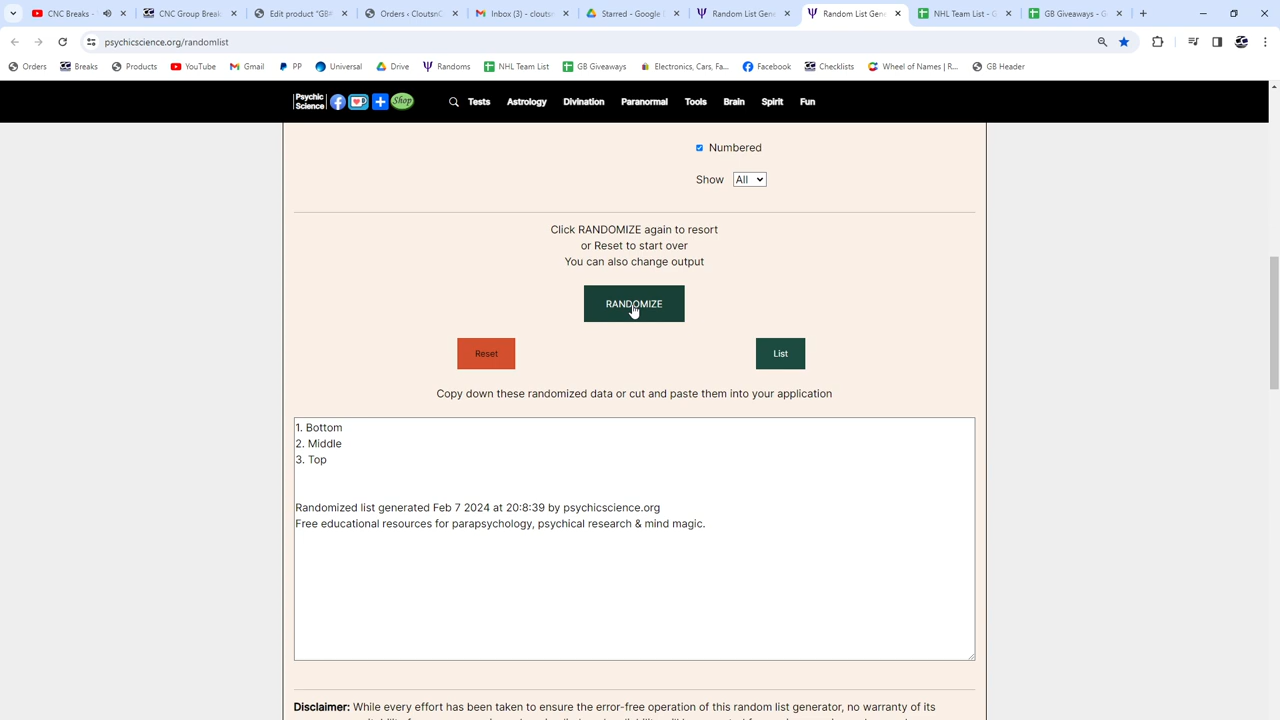 CNC Breaks -
CNC Group Break
Edit product "GB#
Orders ‹ Cloutsn
Inbox (3) - clouts
Starred - Google
Random List Gene
Random List Gene
NHL Team List - G
GB Giveaways - G
psychicscience.org/randomlist
Orders Breaks Products YouTube Gmail PP Universal Drive Randoms NHL Team List GB Giveaways Electronics, Cars, Fa... Facebook Checklists Wheel of Names | R... GB Header
Psychic
Science Shop Tests Astrology Divination Paranormal Tools Brain Spirit Fun
Numbered
Show All
Click RANDOMIZE again to resort
or Reset to start over
You can also change output
RANDOMIZE
Reset List
Copy down these randomized data or cut and paste them into your application
1. Bottom
2. Middle
3. Top
Randomized list generated Feb 7 2024 at 20:8:39 by psychicscience.org
Free educational resources for parapsychology, psychical research & mind magic.
Disclaimer: While every effort has been taken to ensure the error-free operation of this random list generator, no warranty of its